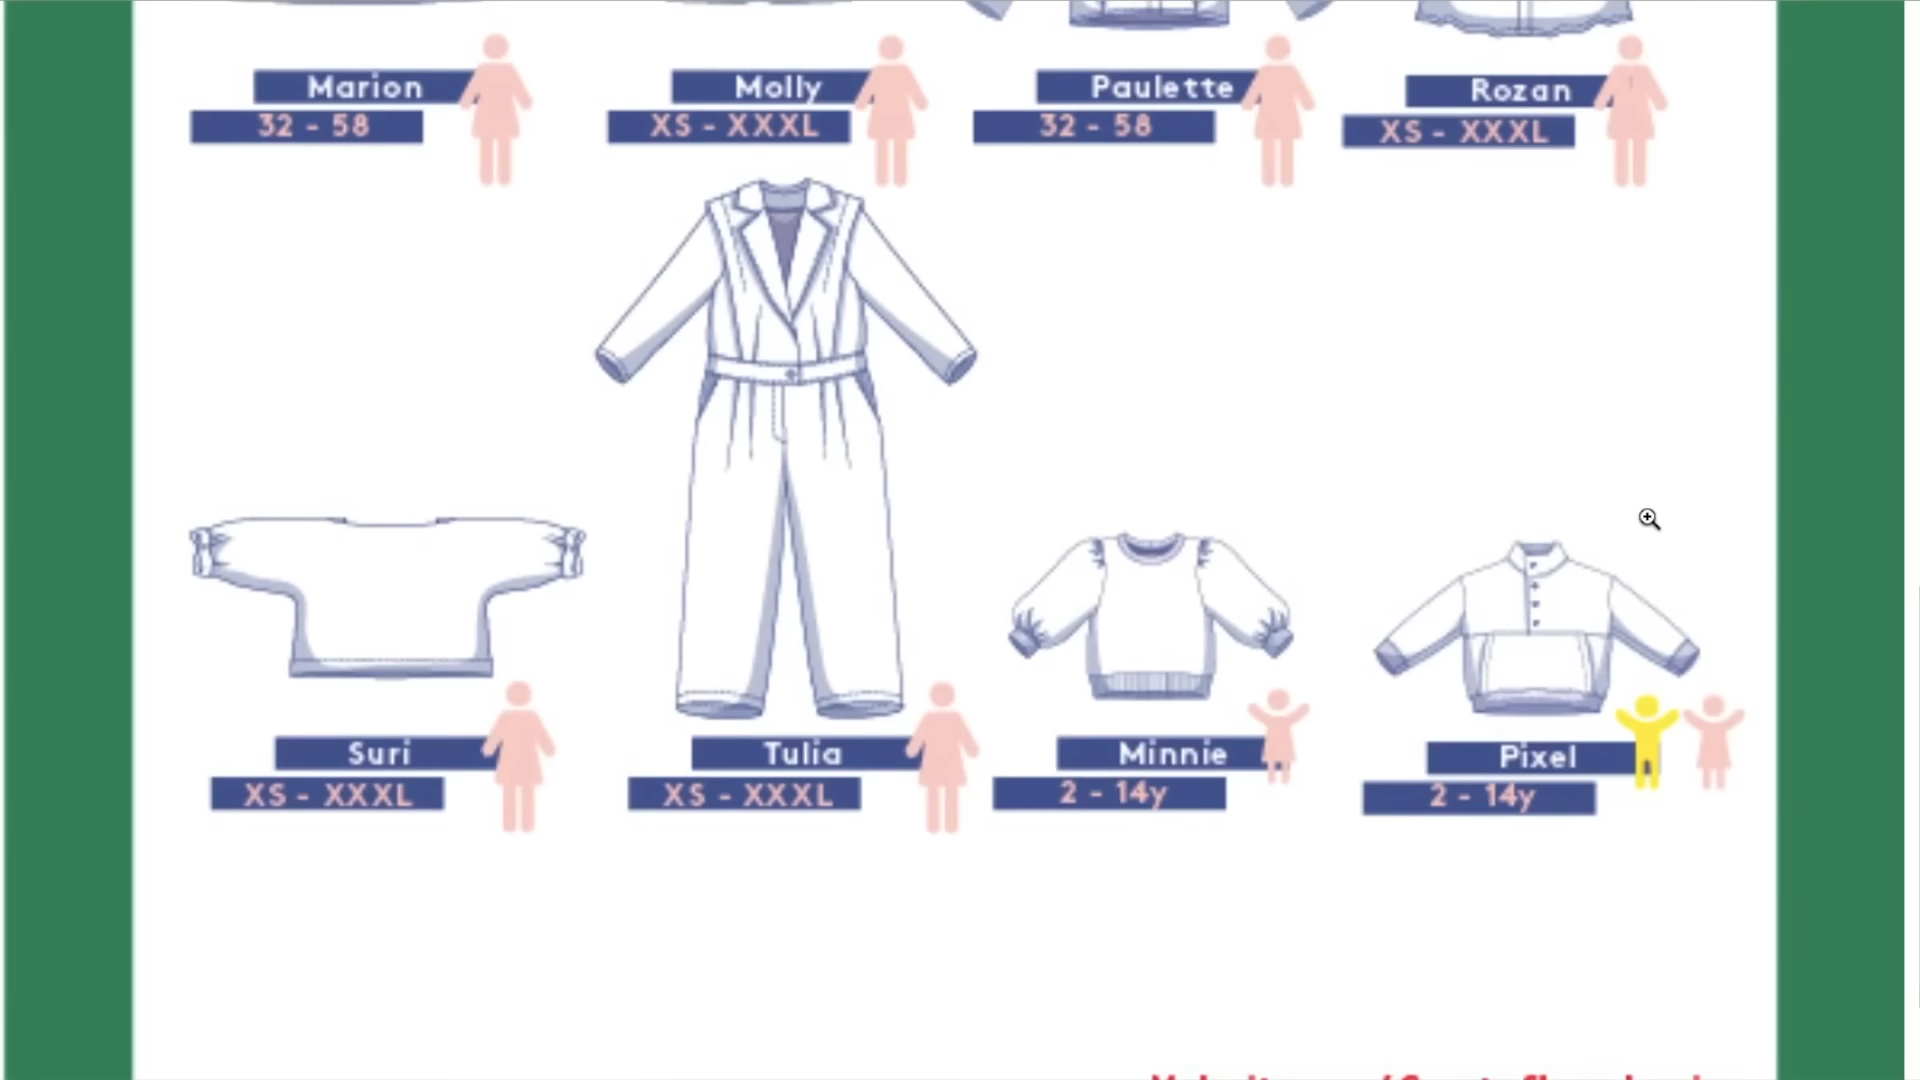 Marion
32 - 58
Molly
XS - XXXL
Paulette
32 - 58
Rozan
XS - XXXL
Suri
XS - XXXL
Tulia
XS - XXXL
Minnie
2 - 14y
Pixel
2 - 14y